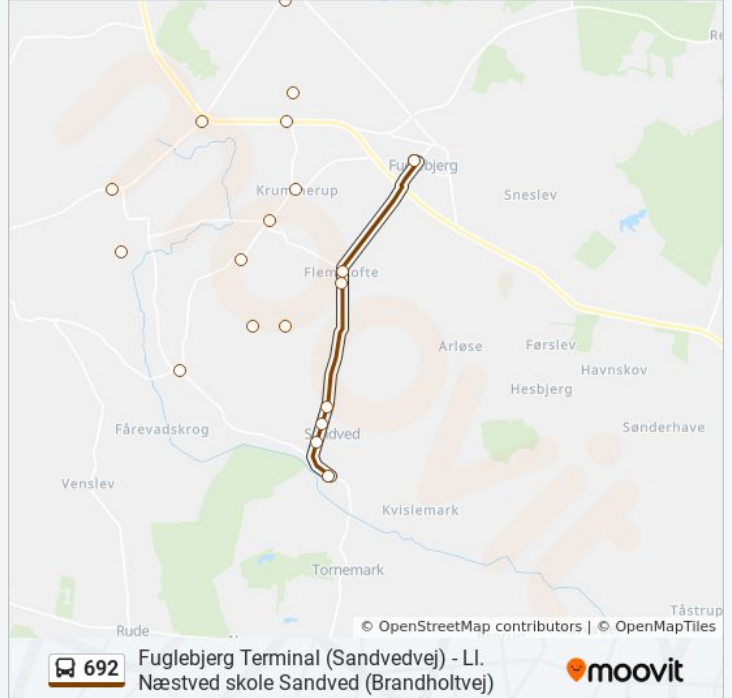 Re
Fuglebjerg
Krummerup
Sneslev
Flemstofte
Arløse
Førslev
Havnskov
Hesbjerg
Sønderhave
Sandved
Fårevadskrog
Venslev
Kvislemark
Tornemark
Tåstrup
Rude
© OpenStreetMap contributors | © OpenMapTiles
692
Fuglebjerg Terminal (Sandvedvej) - Ll.
Næstved skole Sandved (Brandholtvej)
moovit